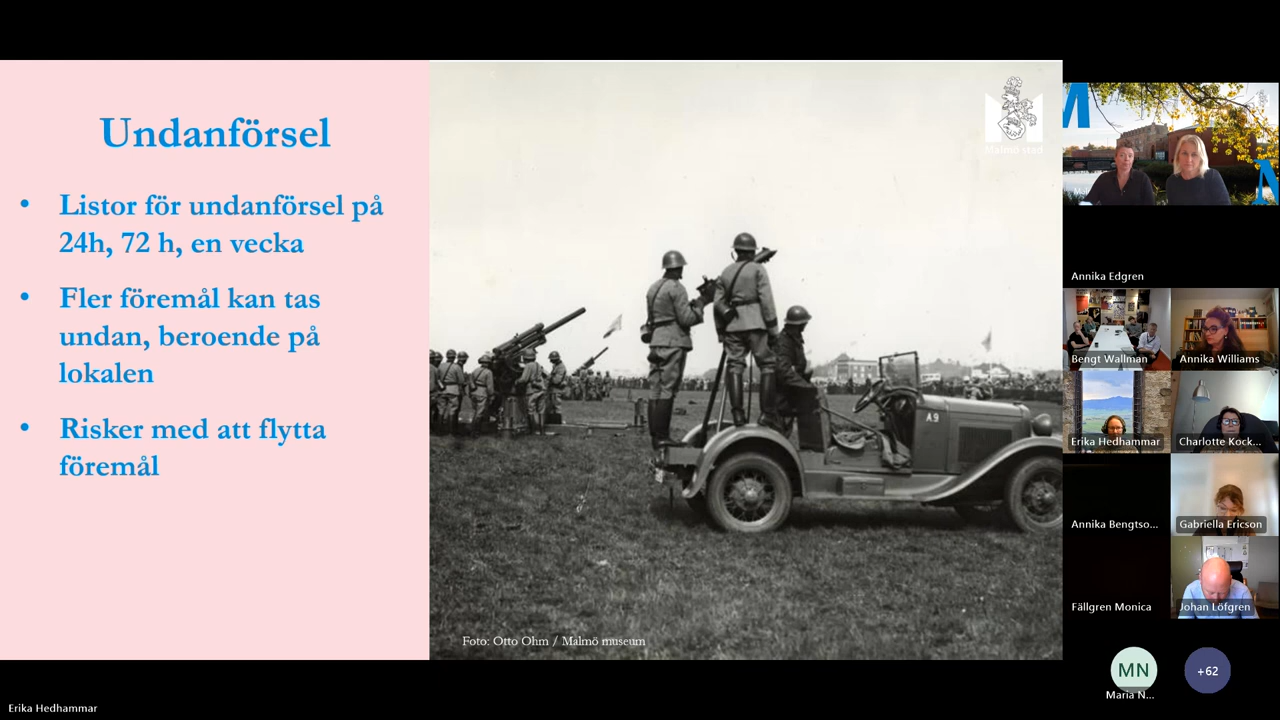 Undanförsel
• Listor för undanförsel på
24h, 72 h, en vecka
• Fler föremål kan tas
undan, beroende på
lokalen
• Risker med att flytta
föremål
Malmö stad
A9
Foto: Otto Ohm / Malmö museum
Annika Edgren
Bengt Wallman
Annika Williams
Erika Hedhammar
Charlotte Kock...
Annika Bengtso...
Gabriella Ericson
Fällgren Monica
Johan Löfgren
MN
+62
Maria N...
Erika Hedhammar